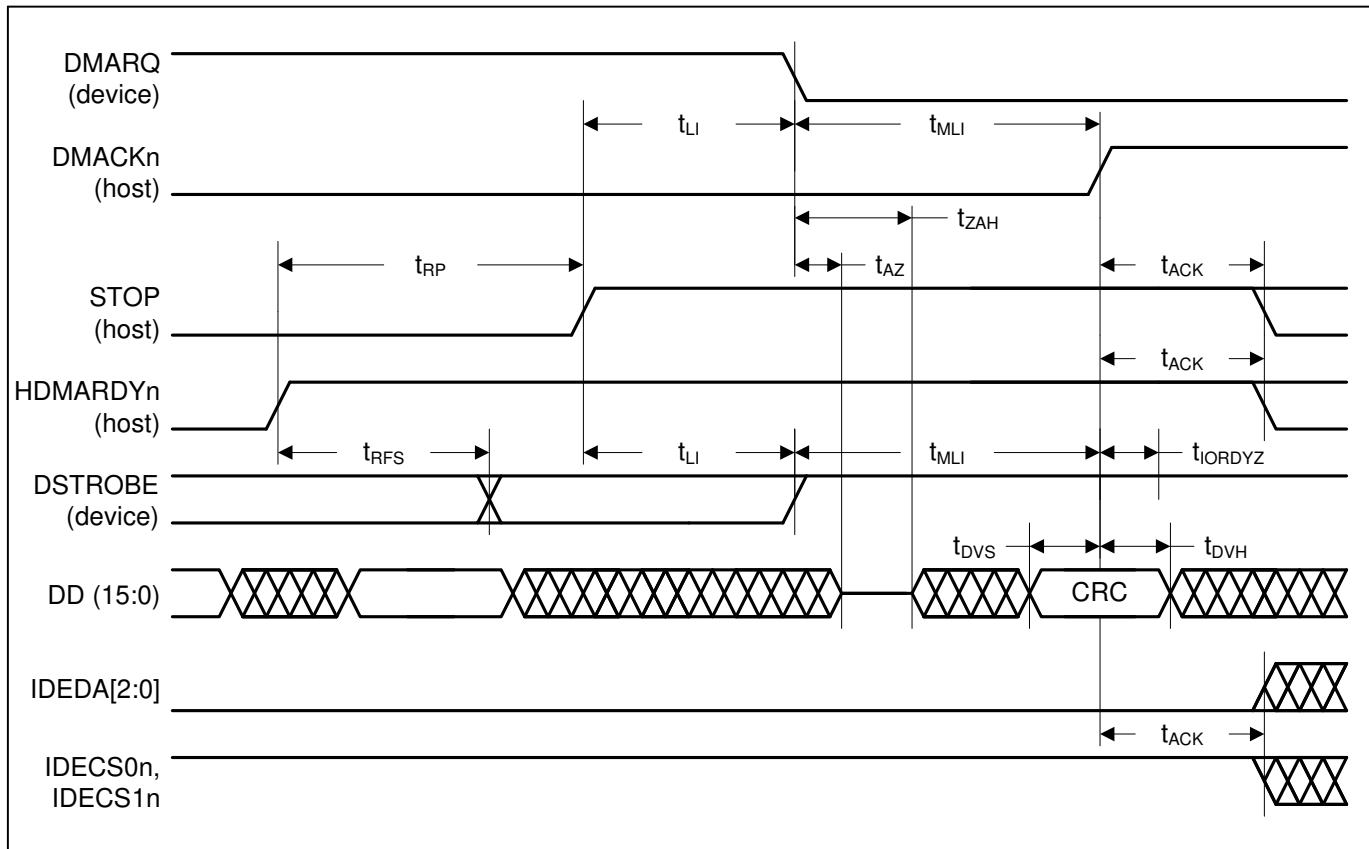 DMARQ
(device)
tLI
tMLI
DMACKn
(host)
tZAH
tRP
tAZ
tACK
STOP
(host)
tACK
HDMARDYn
(host)
tRFS
tLI
tMLI
tIORDYZ
DSTROBE
(device)
tDVS
tDVH
DD (15:0)
CRC
IDEDA[2:0]
tACK
IDECS0n,
IDECS1n